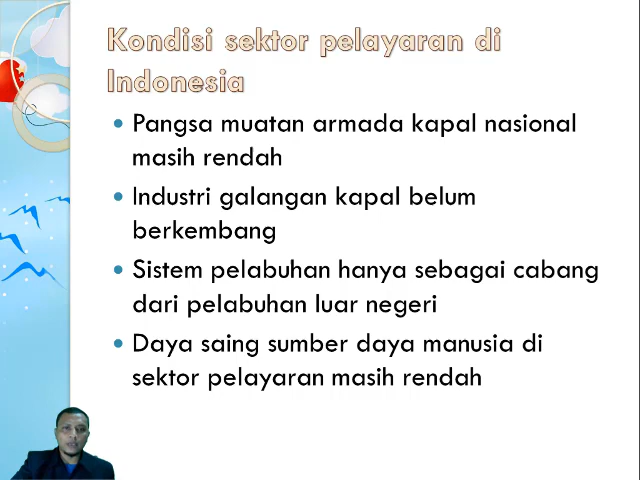 Kondisi sektor pelayaran di
Indonesia
Pangsa muatan armada kapal nasional
masih rendah
Industri galangan kapal belum
berkembang
Sistem pelabuhan hanya sebagai cabang
dari pelabuhan luar negeri
Daya saing sumber daya manusia di
sektor pelayaran masih rendah